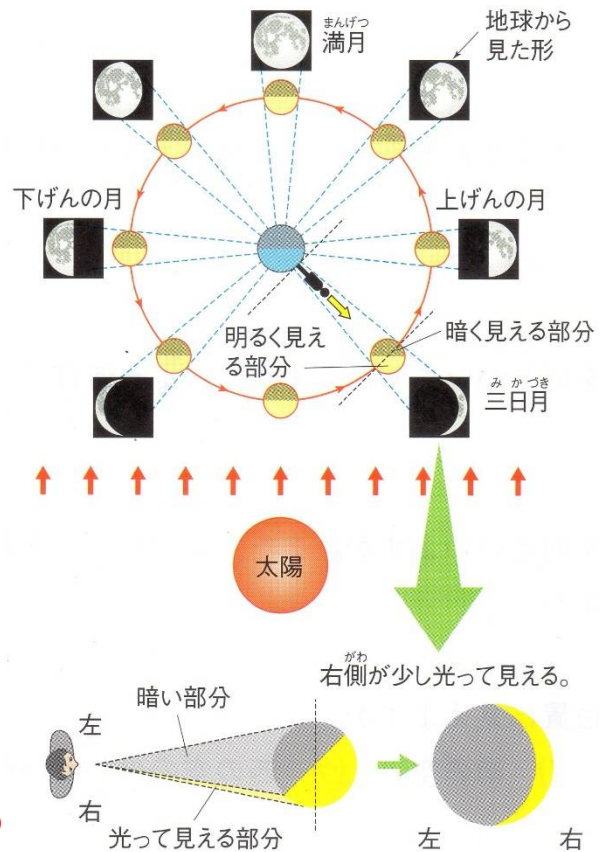 まんげつ
満月
地球から
見た形
下げんの月
上げんの月
明るく見え
る部分
暗く見える部分
みかづき
三日月
太陽
がわ
右側が少し光って見える。
暗い部分
左
右
光って見える部分
左
右